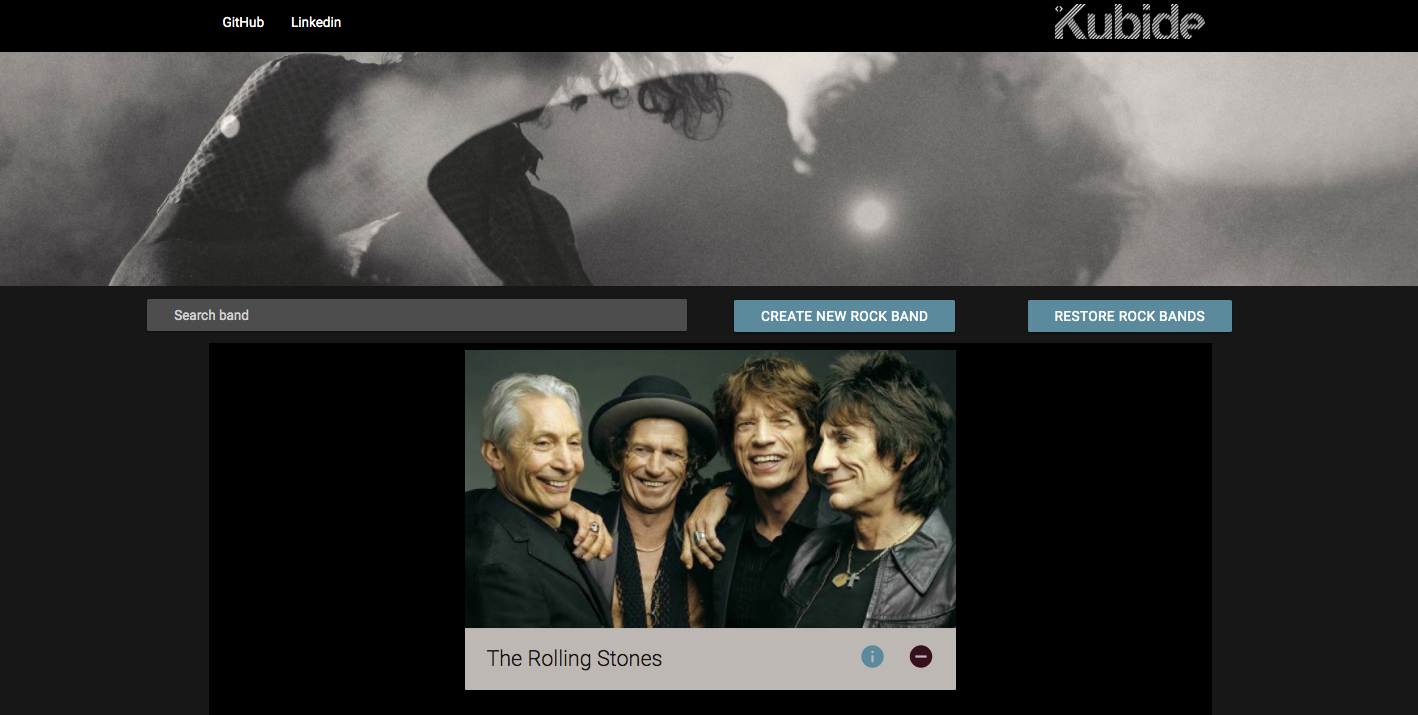 GitHub Linkedin <> Kubide
Search band CREATE NEW ROCK BAND RESTORE ROCK BANDS
The Rolling Stones